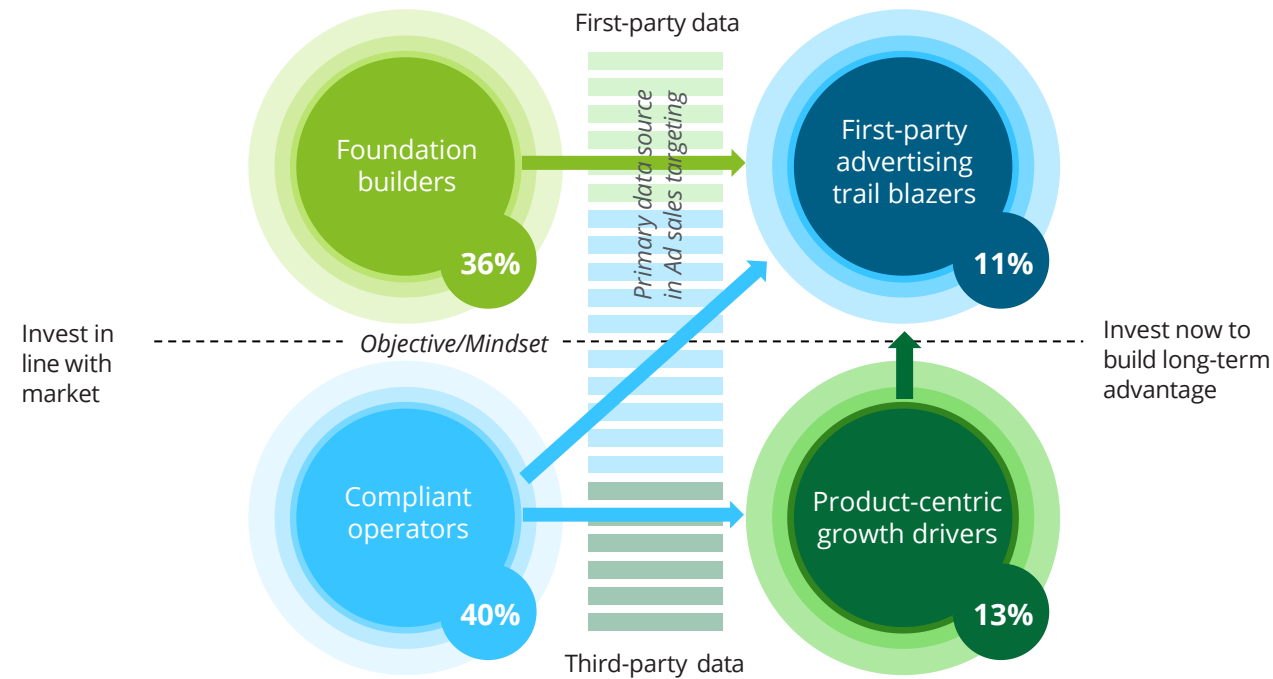 First-party data
Foundation
builders
36%
Primary data source
in Ad sales targeting
First-party
advertising
trail blazers
11%
Invest in
line with
market
Objective/Mindset
Invest now to
build long-term
advantage
Compliant
operators
40%
Product-centric
growth drivers
13%
Third-party data